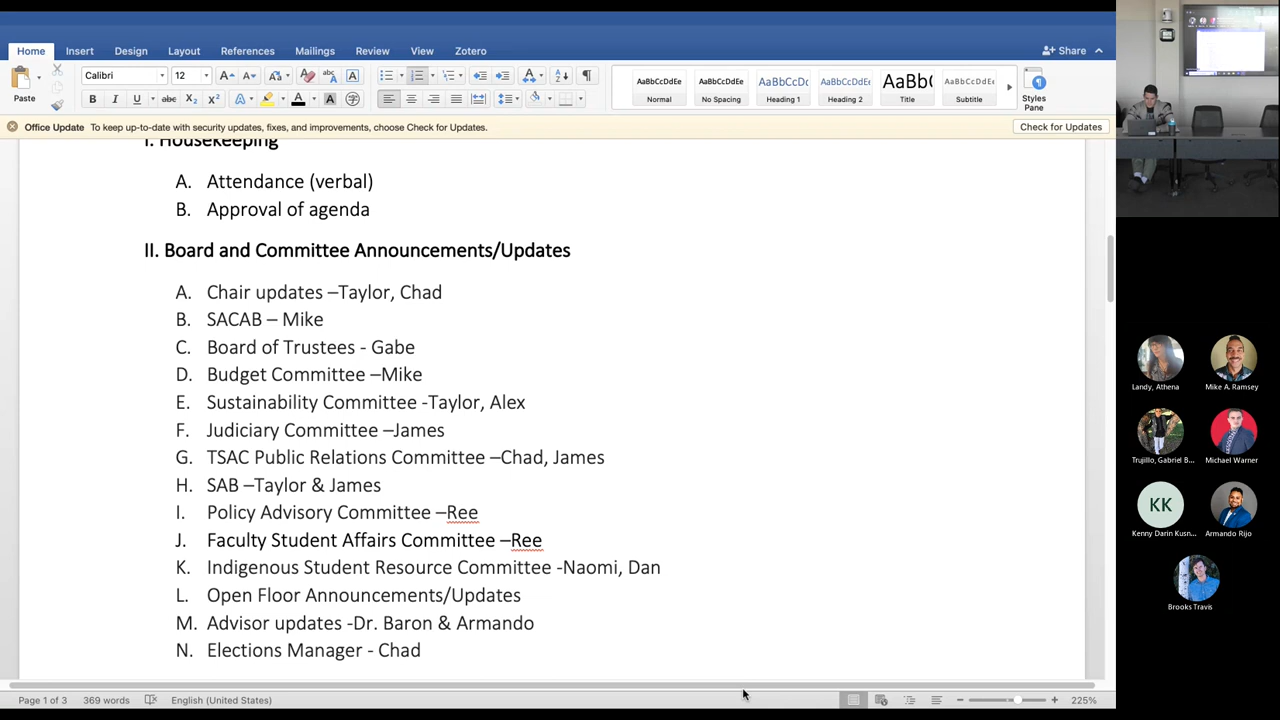 Home Insert Design Layout References Mailings Review View Zotero Share
Paste Calibri 12 Normal No Spacing Heading 1 Heading 2 Title Subtitle Styles Pane
Office Update To keep up-to-date with security updates, fixes, and improvements, choose Check for Updates. Check for Updates
I. Housekeeping
A. Attendance (verbal)
B. Approval of agenda
II. Board and Committee Announcements/Updates
A. Chair updates –Taylor, Chad
B. SACAB – Mike
C. Board of Trustees - Gabe
D. Budget Committee –Mike
E. Sustainability Committee -Taylor, Alex
F. Judiciary Committee –James
G. TSAC Public Relations Committee –Chad, James
H. SAB –Taylor & James
I. Policy Advisory Committee –Ree
J. Faculty Student Affairs Committee –Ree
K. Indigenous Student Resource Committee -Naomi, Dan
L. Open Floor Announcements/Updates
M. Advisor updates -Dr. Baron & Armando
N. Elections Manager - Chad
Page 1 of 3 369 words English (United States) 225%
Landy, Athena Mike A. Ramsey
Trujillo, Gabriel B... Michael Warner
KK
Kenny Darin Kusn... Armando Rijo
Brooks Travis